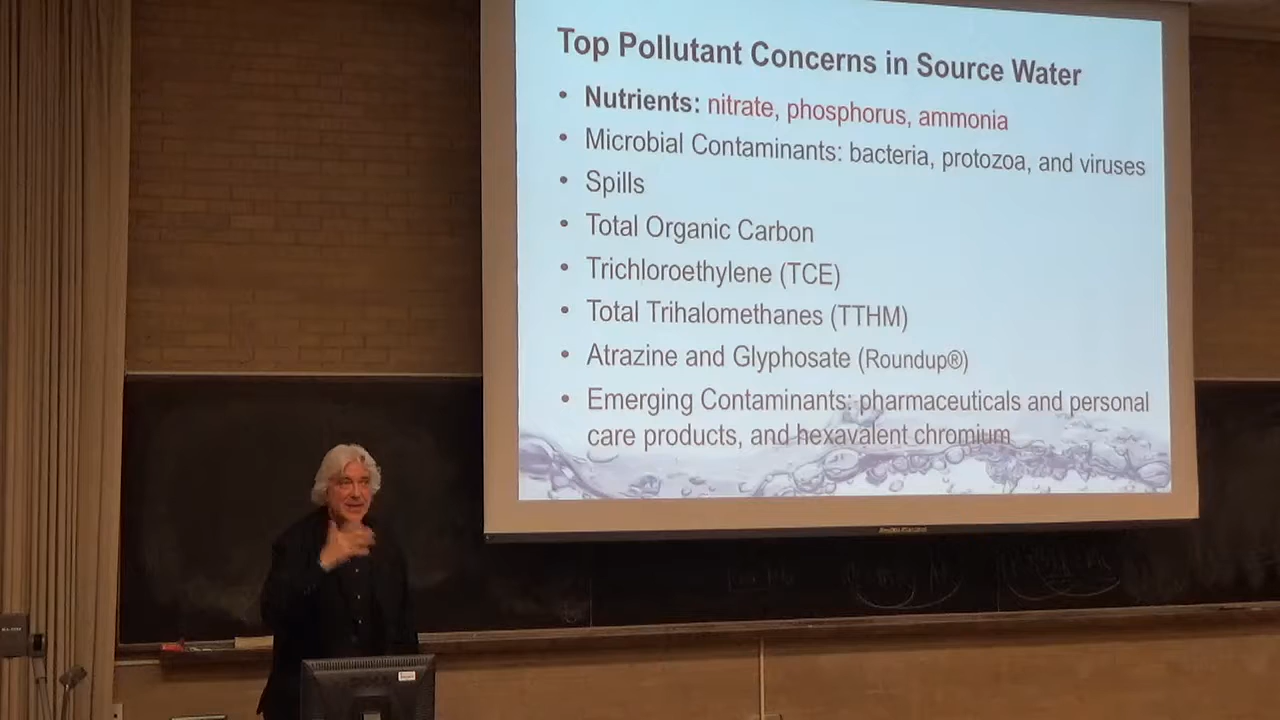 Top Pollutant Concerns in Source Water
• Nutrients: nitrate, phosphorus, ammonia
• Microbial Contaminants: bacteria, protozoa, and viruses
• Spills
• Total Organic Carbon
• Trichloroethylene (TCE)
• Total Trihalomethanes (TTHM)
• Atrazine and Glyphosate (Roundup®)
• Emerging Contaminants: pharmaceuticals and personal
care products, and hexavalent chromium